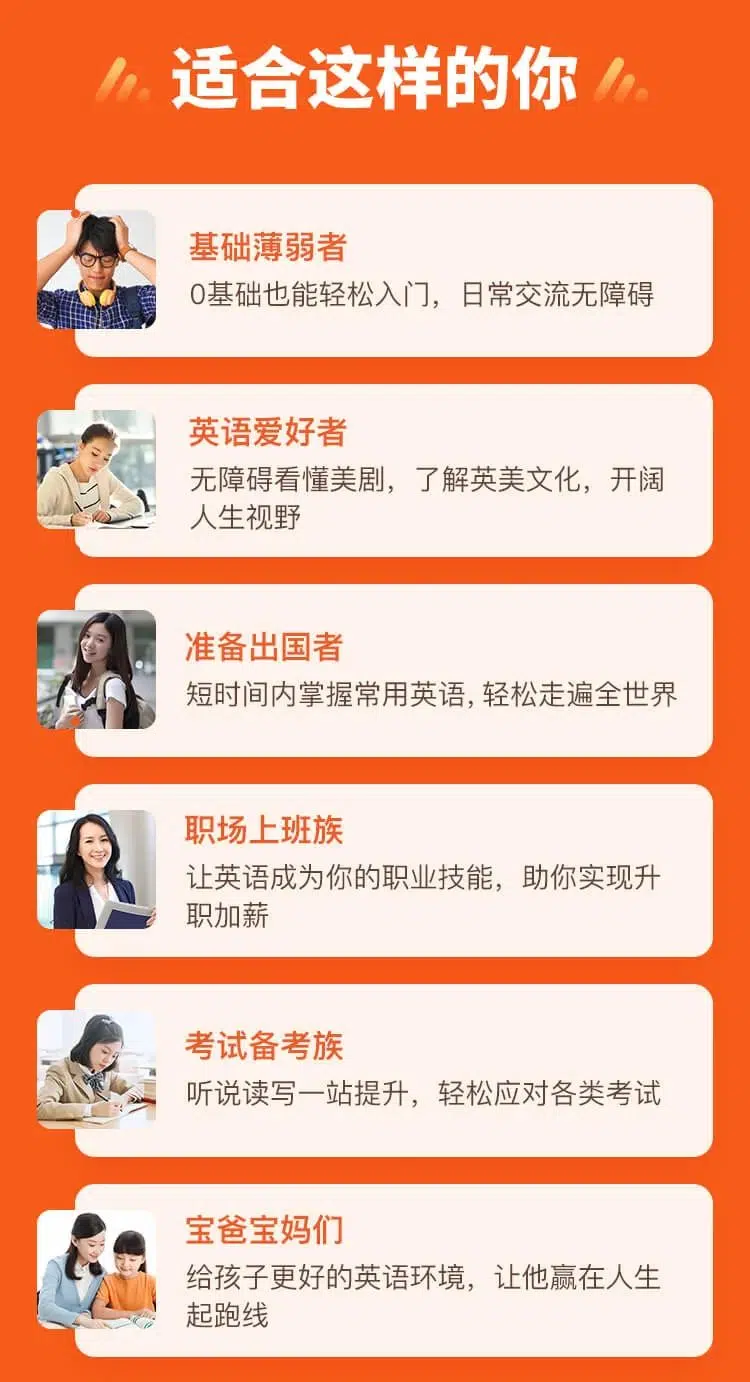 适合这样的你
基础薄弱者
0基础也能轻松入门，日常交流无障碍
英语爱好者
无障碍看懂美剧，了解英美文化，开阔
人生视野
准备出国者
短时间内掌握常用英语,轻松走遍全世界
职场上班族
让英语成为你的职业技能，助你实现升
职加薪
考试备考族
听说读写一站提升，轻松应对各类考试
宝爸宝妈们
给孩子更好的英语环境，让他赢在人生
起跑线